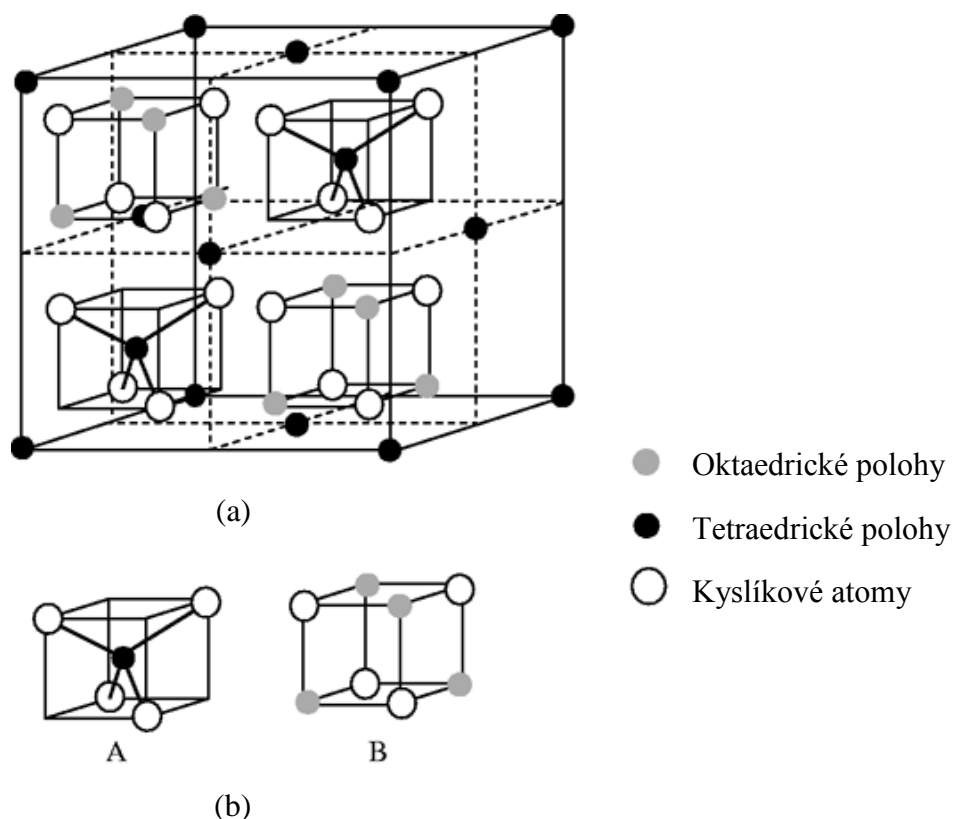 (a)
Oktaedrické polohy
Tetraedrické polohy
Kyslíkové atomy
A
B
(b)